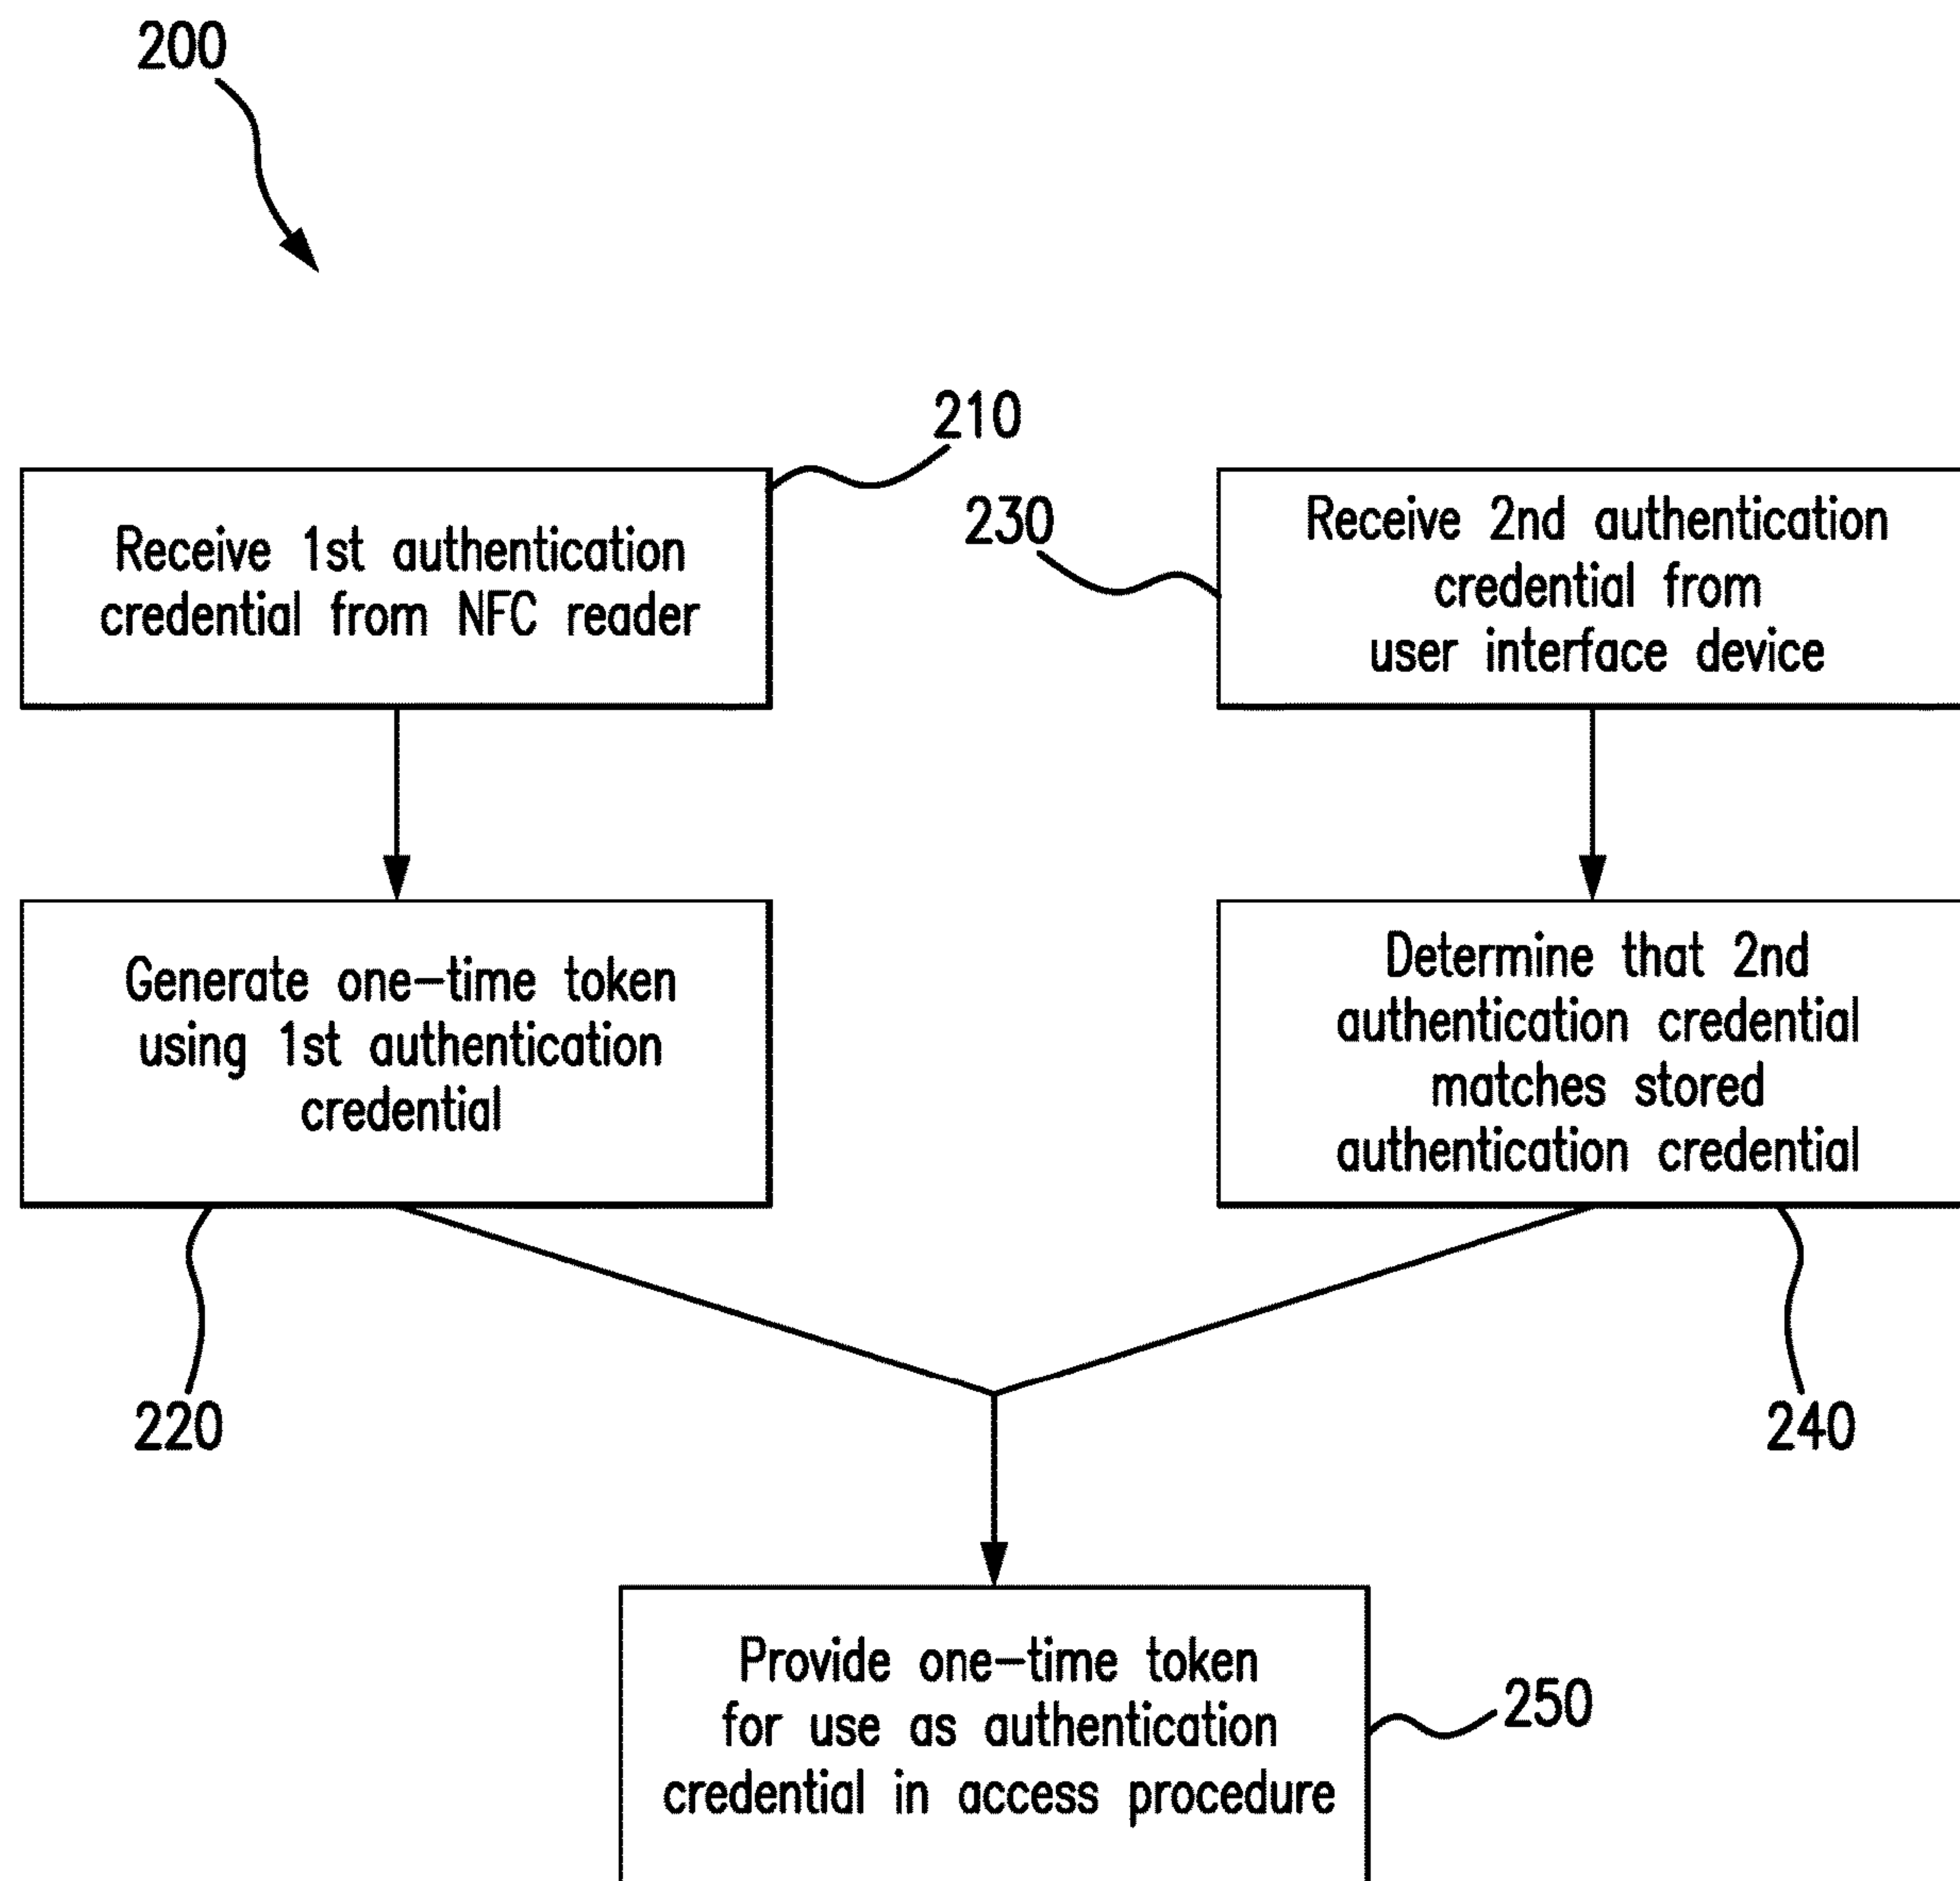 200
210
Receive 1st authentication
credential from NFC reader
230
Receive 2nd authentication
credential from
user interface device
Generate one-time token
using 1st authentication
credential
Determine that 2nd
authentication credential
matches stored
authentication credential
220
240
Provide one-time token
for use as authentication
credential in access procedure
250